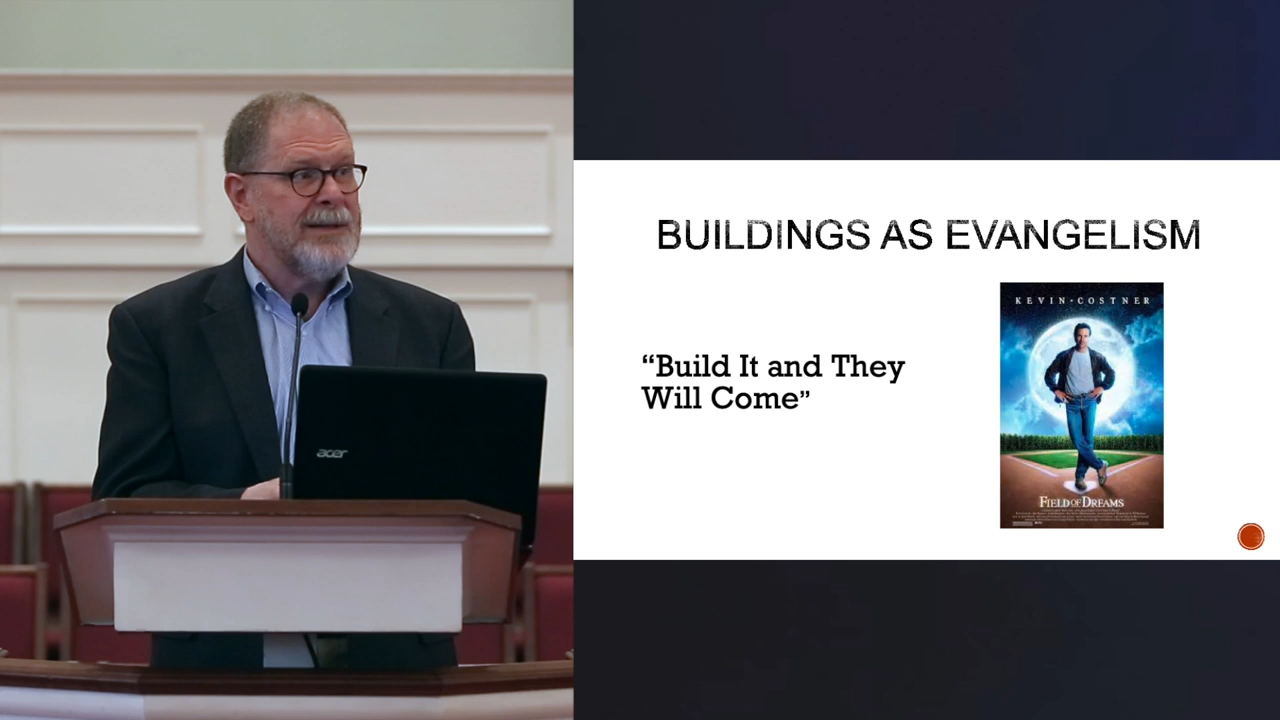 acer
BUILDINGS AS EVANGELISM
“Build It and They
Will Come”
KEVIN·COSTNER
FIELD OF DREAMS